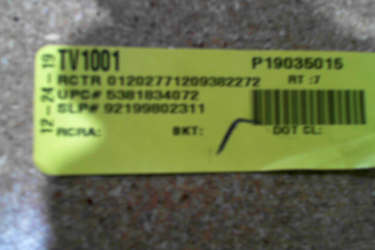 12-24-19
TV1001 P19035015
RCTR 01202771209382272 RT :7
UPC# 5381834072
SLP# 92199802311
RCRA: BKT: DOT CL: